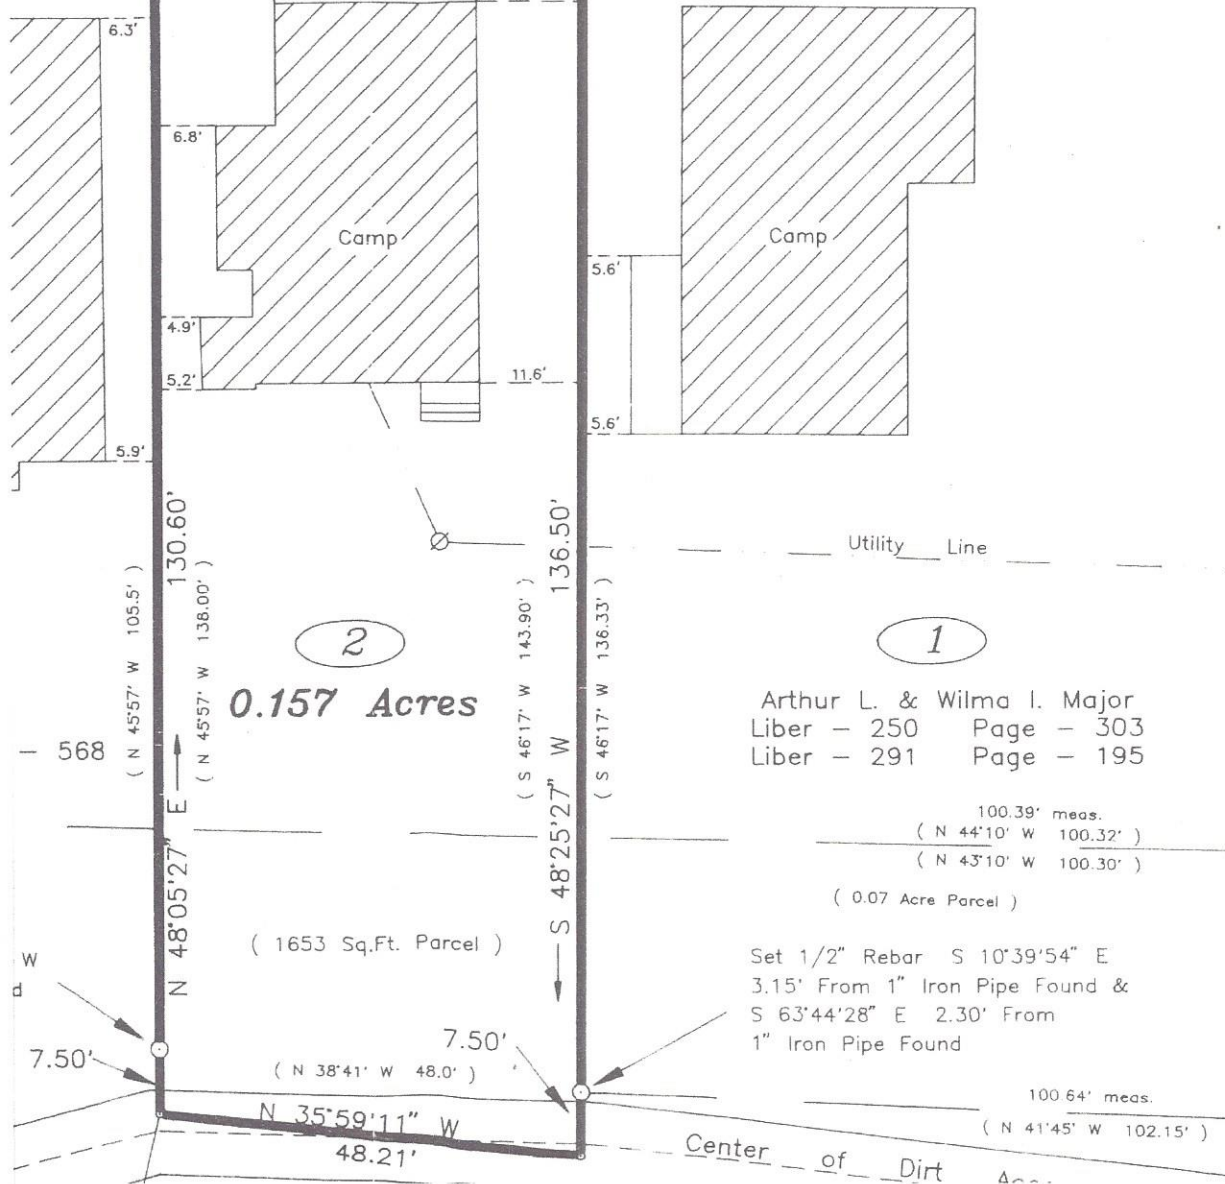 6.3'
6.8'
Camp
Camp
5.6'
4.9'
5.2'
11.6'
5.6'
5.9'
130.60'
136.50'
Utility Line
( N 45°57' W 105.5' )
( N 45°57' W 138.00' )
( S 46°17' W 143.90' )
( S 46°17' W 136.33' )
2
1
0.157 Acres
Arthur L. & Wilma I. Major
Liber - 250 Page - 303
Liber - 291 Page - 195
- 568
N 48°05'27" E
S 48°25'27" W
100.39' meas.
( N 44°10' W 100.32' )
( N 43°10' W 100.30' )
( 0.07 Acre Parcel )
( 1653 Sq.Ft. Parcel )
W
d
Set 1/2" Rebar S 10°39'54" E
3.15' From 1" Iron Pipe Found &
S 63°44'28" E 2.30' From
1" Iron Pipe Found
7.50'
7.50'
( N 38°41' W 48.0' )
100.64' meas.
( N 41°45' W 102.15' )
N 35°59'11" W
48.21'
Center of Dirt